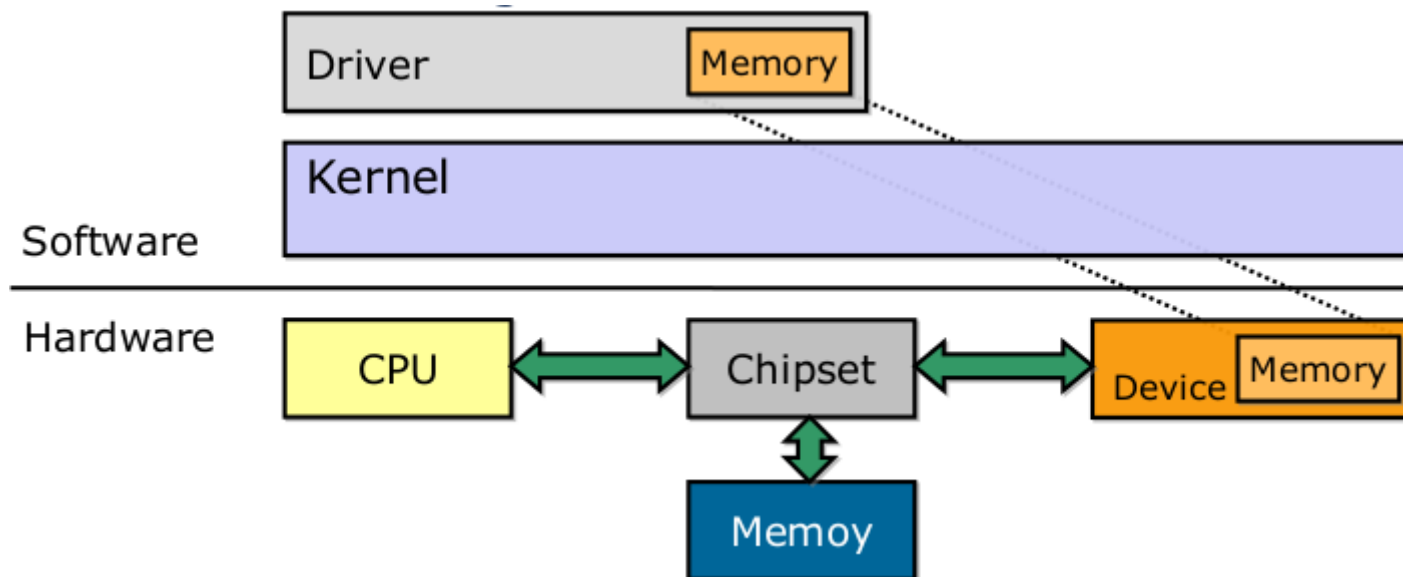 Driver
Memory
Kernel
Software
Hardware
CPU
Chipset
Device
Memory
Memoy